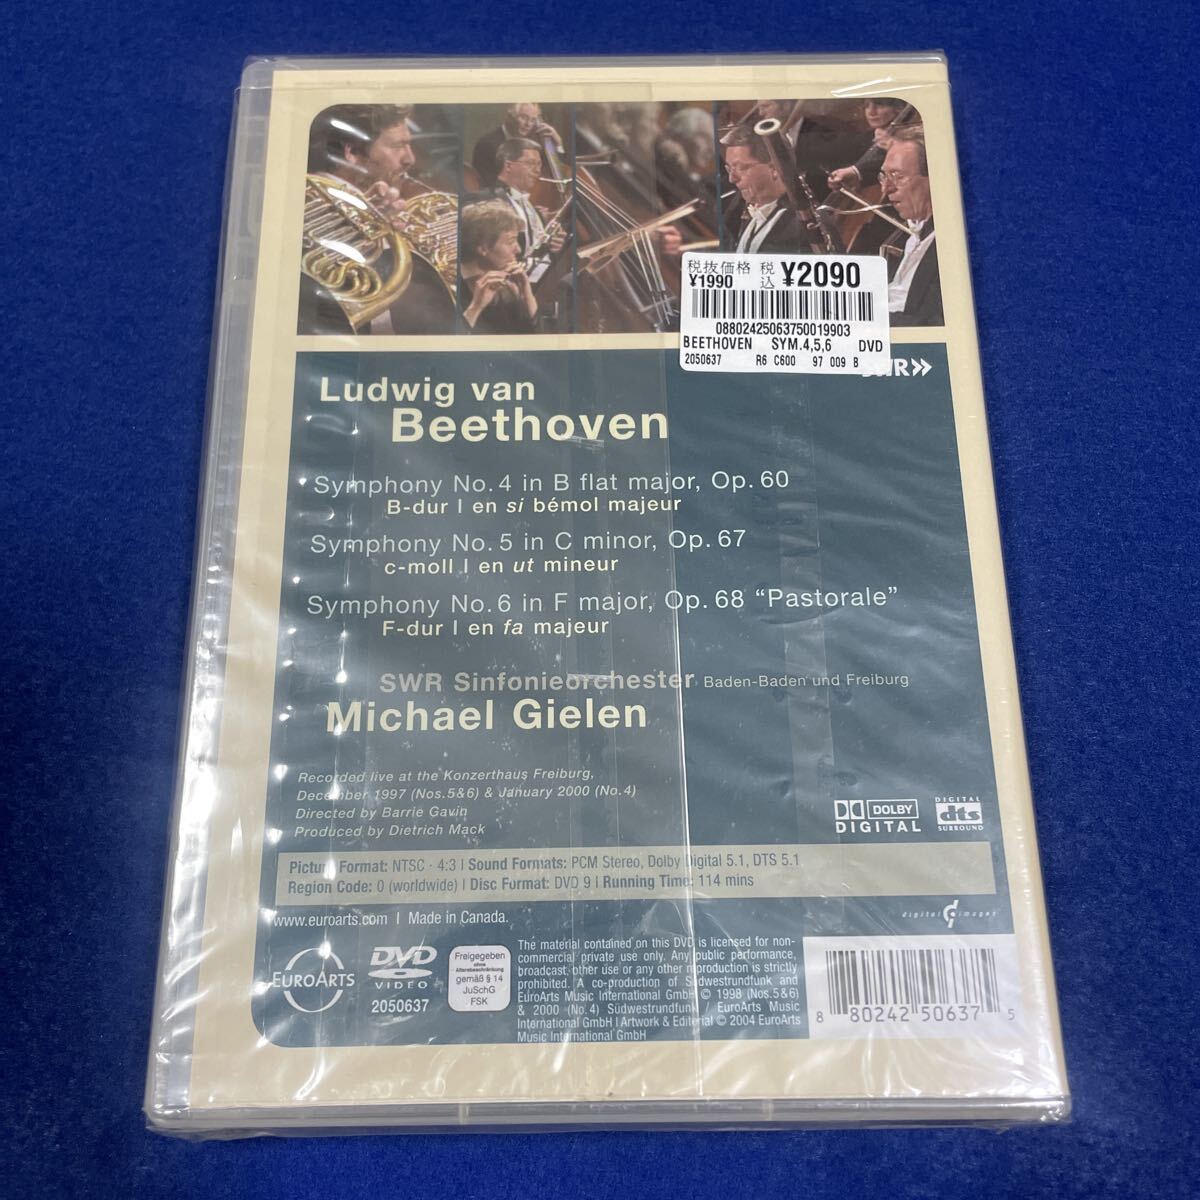 税抜価格 税込 ¥2090
¥1990
08802425063750019903
BEETHOVEN SYM.4,5,6 DVD
2050637 R6 C600 97 009 B
WR
Ludwig van
Beethoven
Symphony No. 4 in B flat major, Op. 60
B-dur | en si bémol majeur
Symphony No. 5 in C minor, Op. 67
c-moll | en ut mineur
Symphony No. 6 in F major, Op. 68 “Pastorale”
F-dur | en fa majeur
SWR Sinfonieorchester Baden-Baden und Freiburg
Michael Gielen
Recorded live at the Konzerthaus Freiburg,
December 1997 (Nos.5&6) & January 2000 (No.4)
Directed by Barrie Gavin
Produced by Dietrich Mack
DOLBY
DIGITAL
DIGITAL
dts
SURROUND
Picture Format: NTSC · 4:3 | Sound Formats: PCM Stereo, Dolby Digital 5.1, DTS 5.1
Region Code: 0 (worldwide) | Disc Format: DVD 9 | Running Time: 114 mins
www.euroarts.com | Made in Canada.
digital images
EUROARTS
DVD
VIDEO
2050637
Freigegeben
ohne
Altersbeschränkung
gemäß § 14
JuSchG
FSK
The material contained on this DVD is licensed for non-
commercial private use only. Any public performance,
broadcast, other use or any other reproduction is strictly
prohibited. A co-production of Südwestrundfunk and
EuroArts Music International GmbH © 1998 (Nos.5&6)
& 2000 (No.4) Südwestrundfunk / EuroArts Music
International GmbH | Artwork & Editorial © 2004 EuroArts
Music International GmbH
8 80242 50637 5